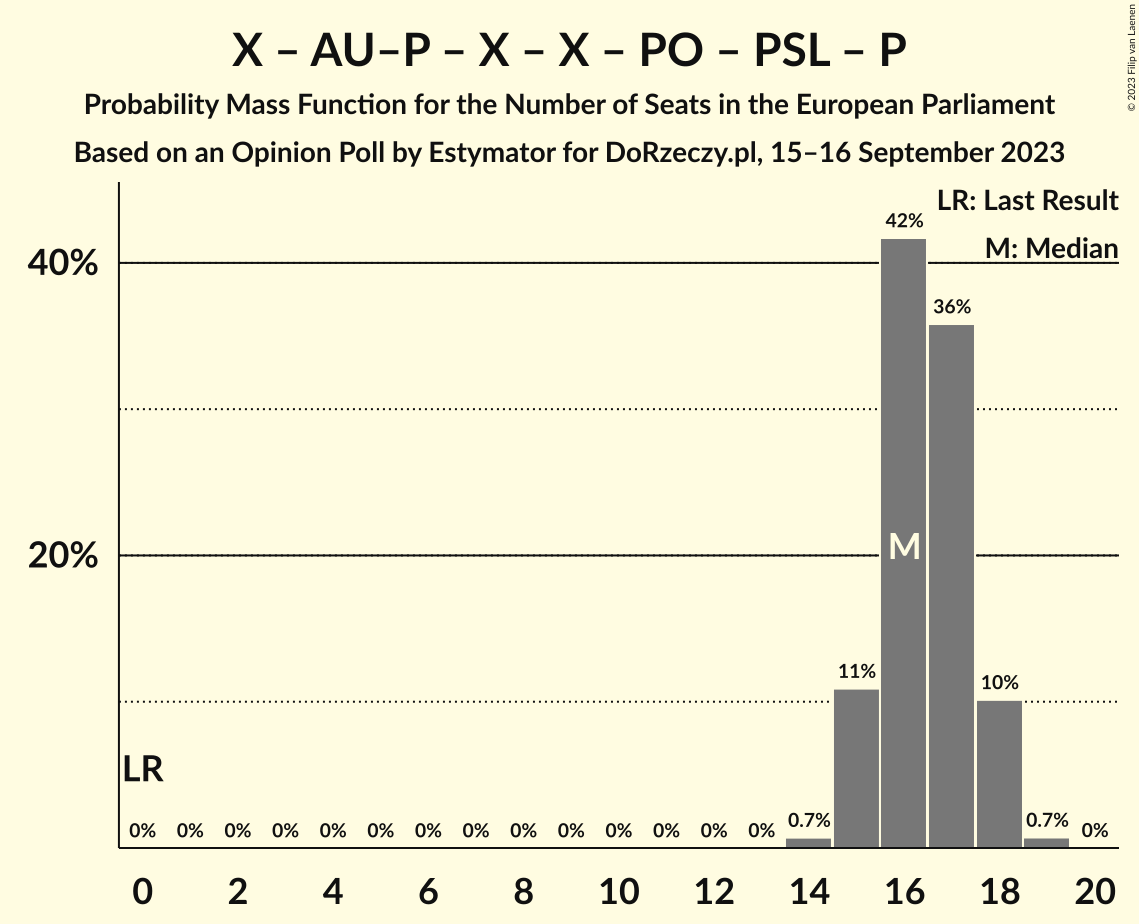 X – AU–P – X – X – PO – PSL – P
Probability Mass Function for the Number of Seats in the European Parliament
Based on an Opinion Poll by Estymator for DoRzeczy.pl, 15–16 September 2023
© 2023 Filip van Laenen
LR: Last Result
M: Median
40%
20%
42%
36%
M
11%
10%
LR
0% 0% 0% 0% 0% 0% 0% 0% 0% 0% 0% 0% 0% 0% 0.7% 0.7% 0%
0 2 4 6 8 10 12 14 16 18 20